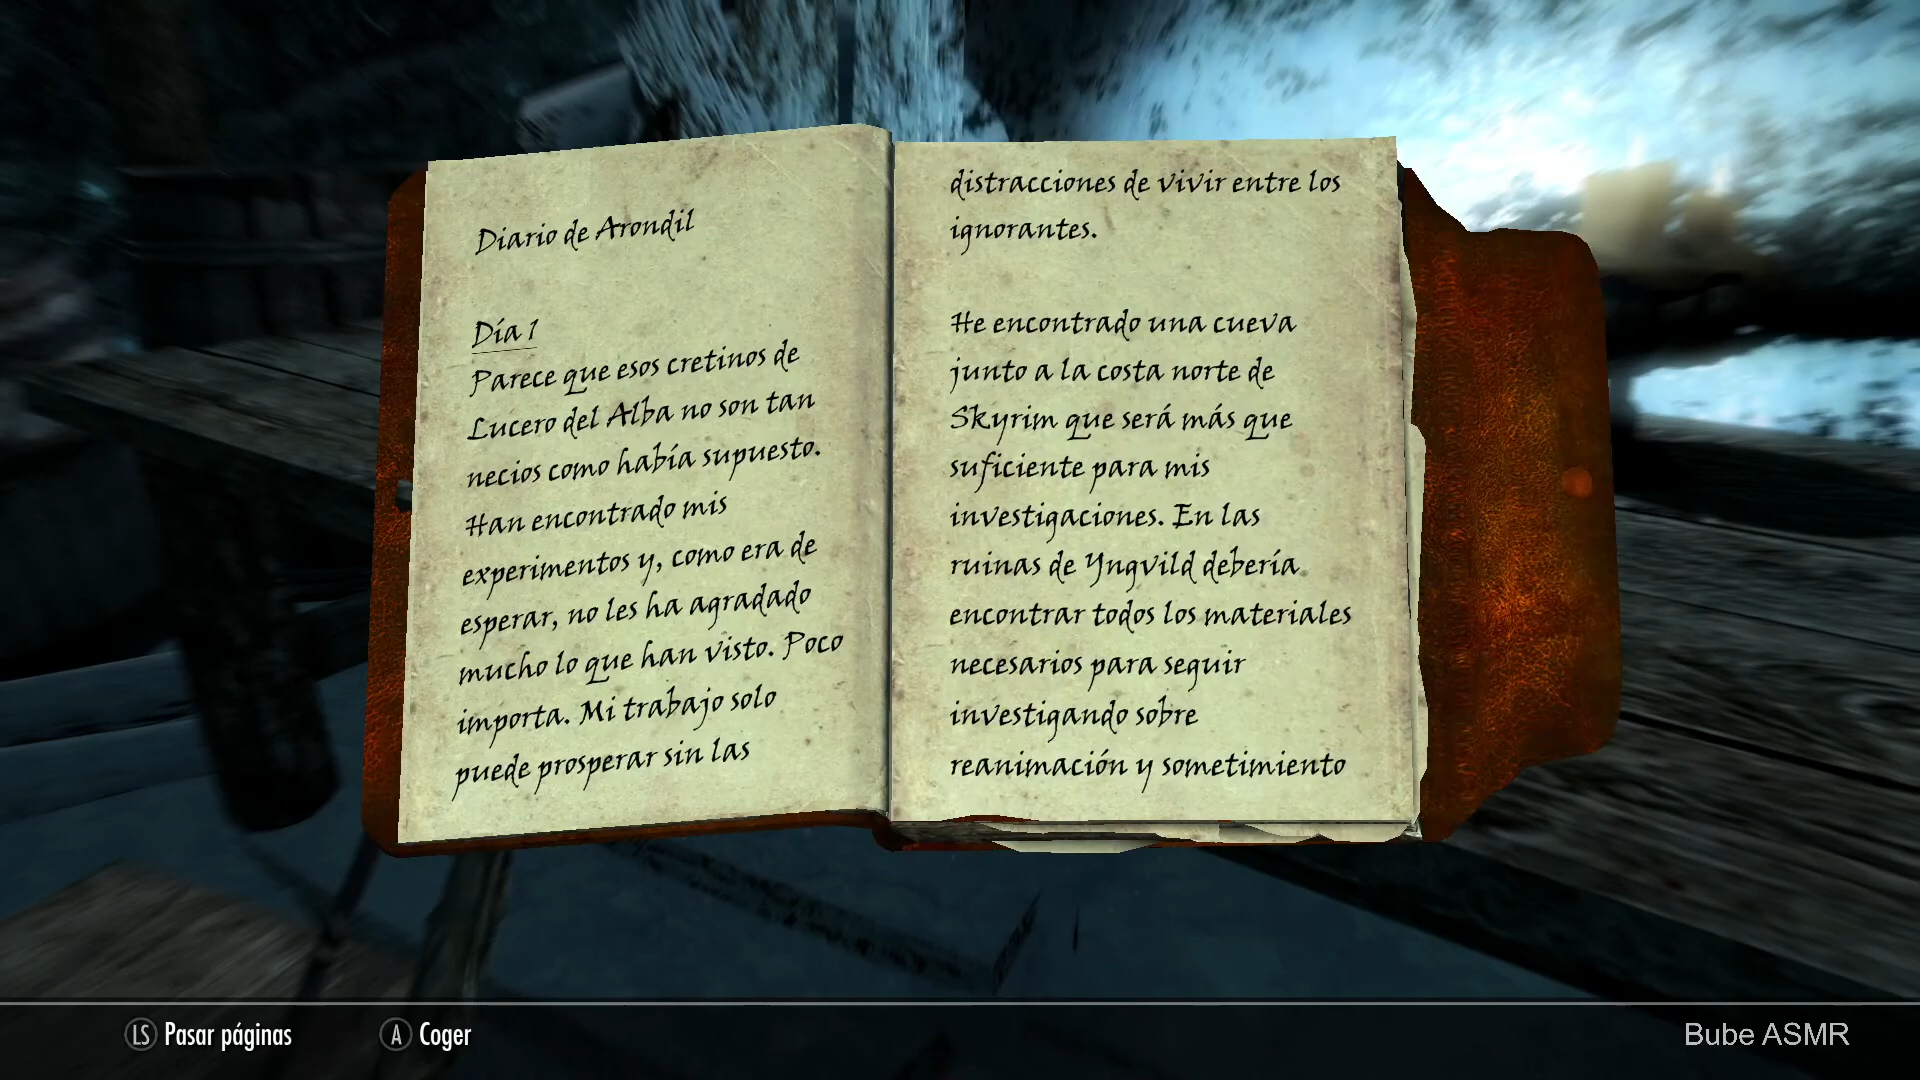 Diario de Arondil
Día 1
Parece que esos cretinos de
Lucero del Alba no son tan
necios como había supuesto.
Han encontrado mis
experimentos y, como era de
esperar, no les ha agradado
mucho lo que han visto. Poco
importa. Mi trabajo solo
puede prosperar sin las
distracciones de vivir entre los
ignorantes.
He encontrado una cueva
junto a la costa norte de
Skyrim que será más que
suficiente para mis
investigaciones. En las
ruinas de Yngvild debería
encontrar todos los materiales
necesarios para seguir
investigando sobre
reanimación y sometimiento
LS Pasar páginas
A Coger
Bube ASMR